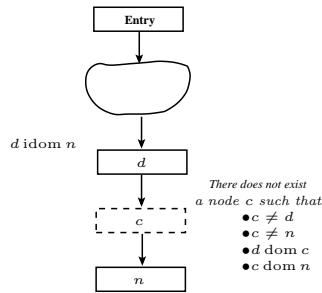 Entry
d idom n
d
There does not exist
a node c such that
c
●c ≠ d
●c ≠ n
●d dom c
●c dom n
n